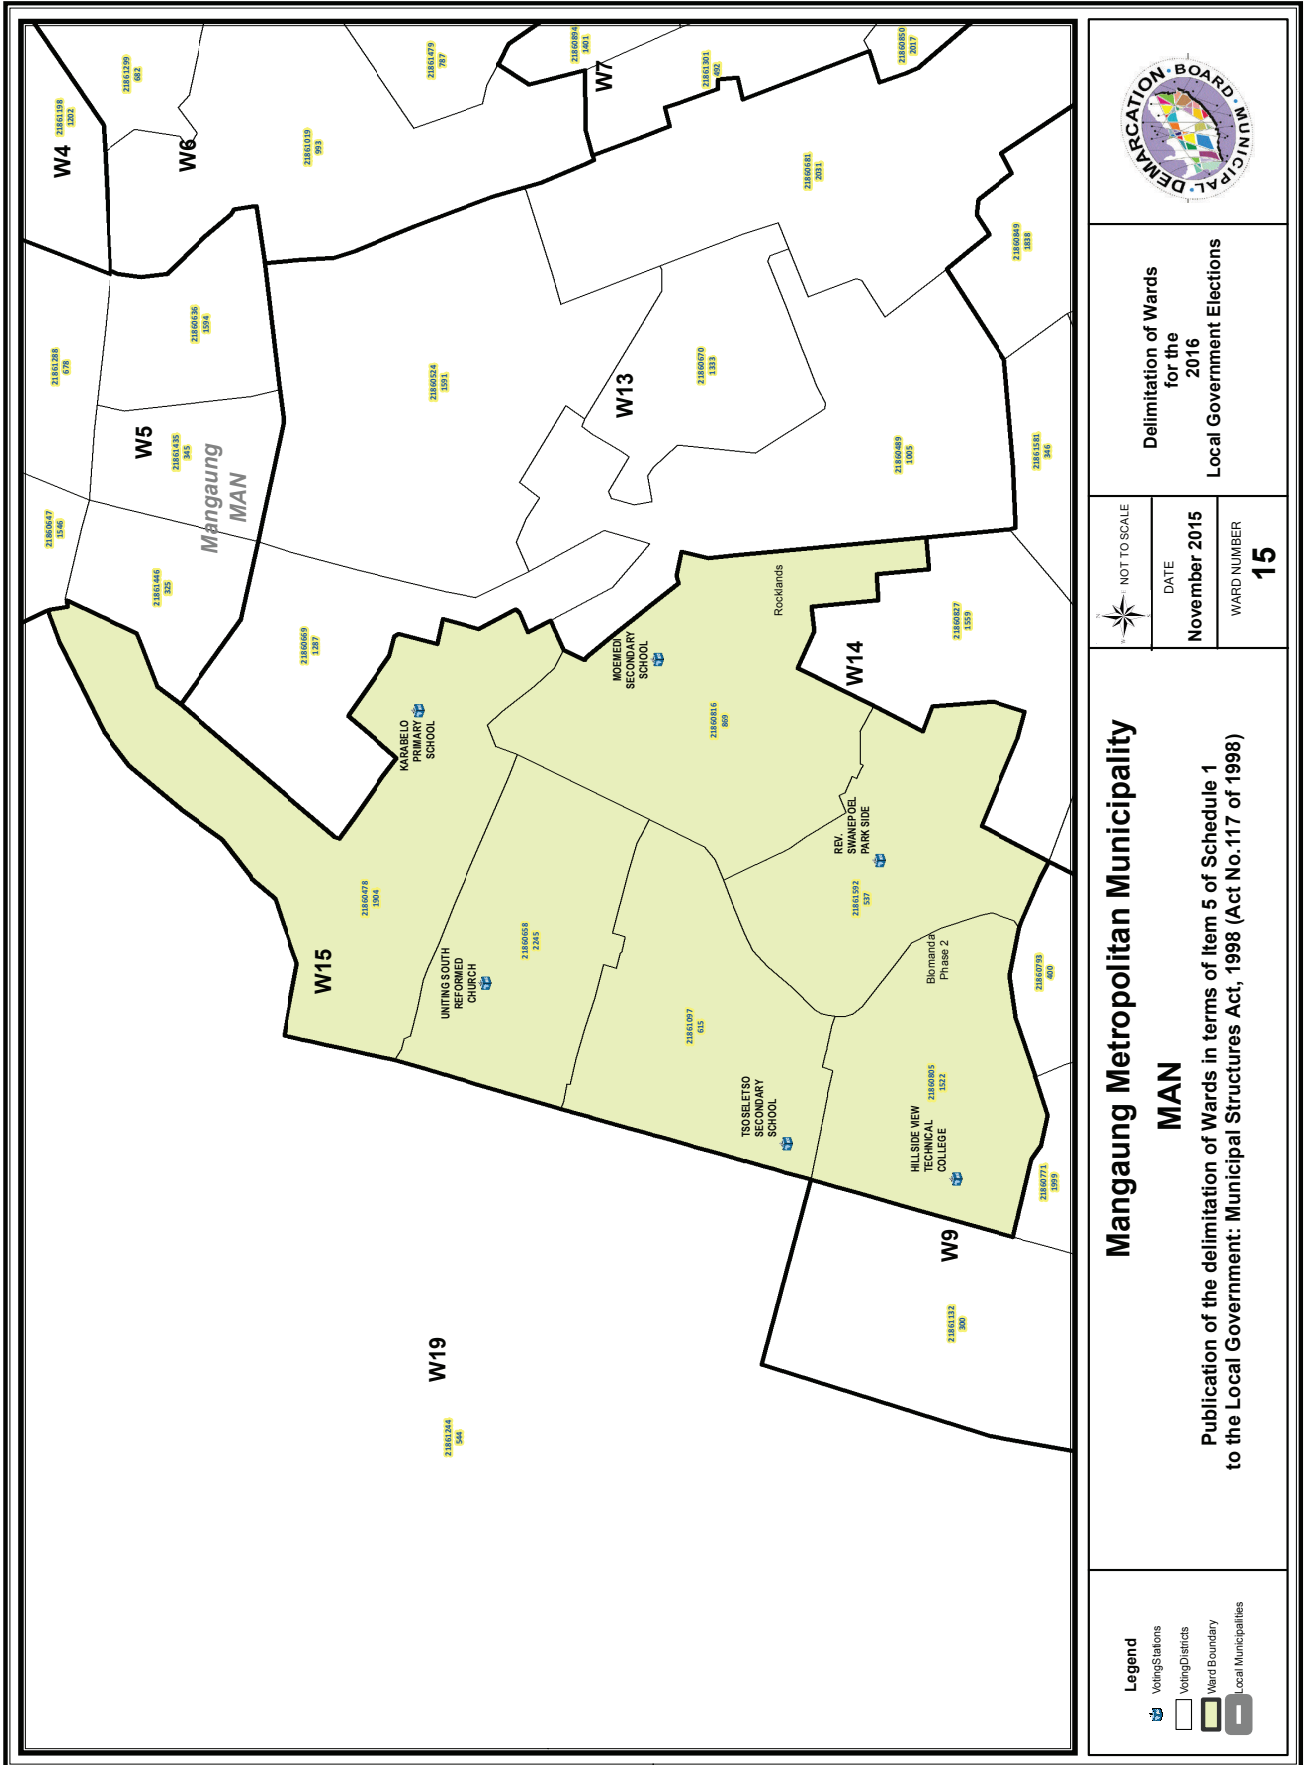 W4
21861198
1202
21861299
682
W6
21861479
787
21861019
993
21860894
1401
W7
21861301
492
21860850
2017
21860681
2031
21860849
1838
21861288
678
21860636
1594
W5
21861435
345
Mangaung
MAN
21860647
1546
21861446
325
21860524
1591
W13
21860670
1333
21860489
1005
21861581
346
21860669
1287
KARABELO
PRIMARY
SCHOOL
MOEMEDI
SECONDARY
SCHOOL
Rocklands
21860816
869
W14
21860827
1559
REV.
SWANEPOEL
PARK SIDE
21861592
537
W15
21860478
1904
UNITING SOUTH
REFORMED
CHURCH
21860658
2245
21861097
615
TSOSELETSO
SECONDARY
SCHOOL
Blomanda
Phase 2
21860805
1522
HILLSIDE VIEW
TECHNICAL
COLLEGE
21860793
400
21860771
1999
W9
21861132
300
W19
21861244
544
Legend
VotingStations
VotingDistricts
Ward Boundary
Local Municipalities
Mangaung Metropolitan Municipality
MAN
Publication of the delimitation of Wards in terms of Item 5 of Schedule 1
to the Local Government: Municipal Structures Act, 1998 (Act No.117 of 1998)
N
W
E
S
NOT TO SCALE
DATE
November 2015
WARD NUMBER
15
Delimitation of Wards
for the
2016
Local Government Elections
MUNICIPAL • DEMARCATION • BOARD •